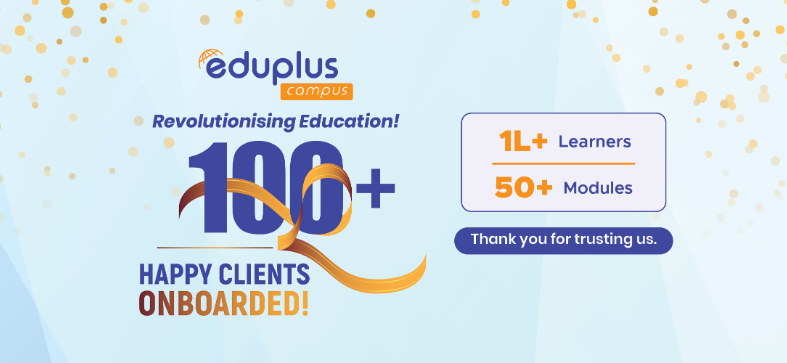 eduplus
campus
Revolutionising Education!
100+
HAPPY CLIENTS
ONBOARDED!
1L+ Learners
50+ Modules
Thank you for trusting us.